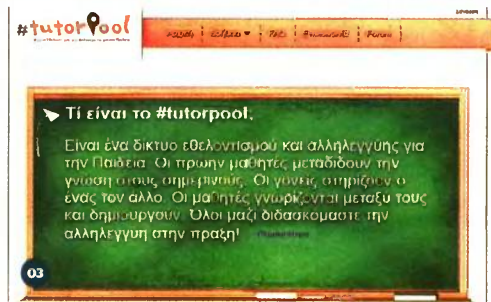 #tutorpool
Forum
Τί είναι το #tutorpool;
Είναι ένα δίκτυο εθελοντισμού και αλληλεγγύης για
την Παιδεία. Οι πρώην μαθητές μεταδίδουν την
γνώση στους σημερινούς. Οι γονείς στηρίζουν ο
ένας τον άλλο. Οι μαθητές γνωρίζονται μεταξύ τους
και δημιουργούν. Όλοι μαζί διδασκόμαστε την
αλληλεγγύη στην πράξη!
03